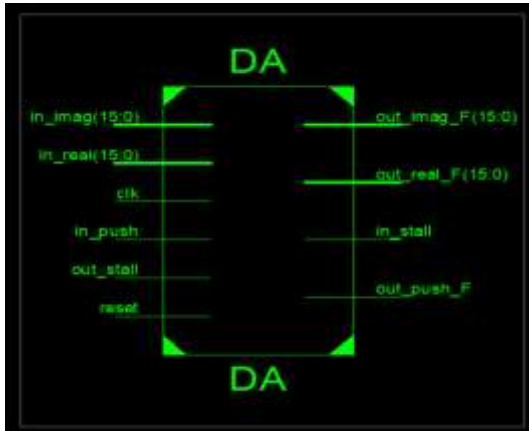 DA
in_imag(15:0)
out_imag_F(15:0)
in_real(15:0)
out_real_F(15:0)
clk
in_push
in_stall
out_stall
out_push_F
reset
DA